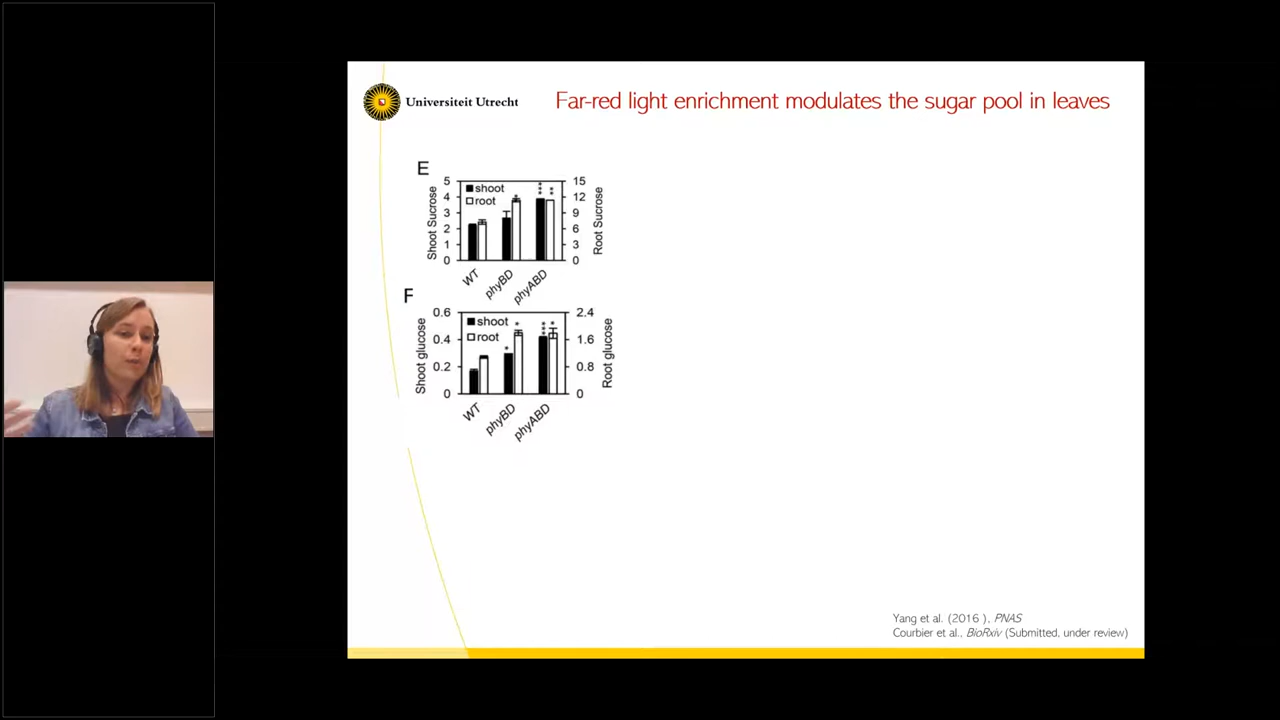 Universiteit Utrecht
Far-red light enrichment modulates the sugar pool in leaves
E
5 4 3 2 1 0
Shoot Sucrose
shoot
root
* *** **
15 12 9 6 3 0
Root Sucrose
WT phyBD phyABD
F
0.6 0.4 0.2 0
Shoot glucose
shoot
root
* * *** *
2.4 1.6 0.8 0
Root glucose
WT phyBD phyABD
Yang et al. (2016 ), PNAS
Courbier et al., BioRxiv (Submitted, under review)